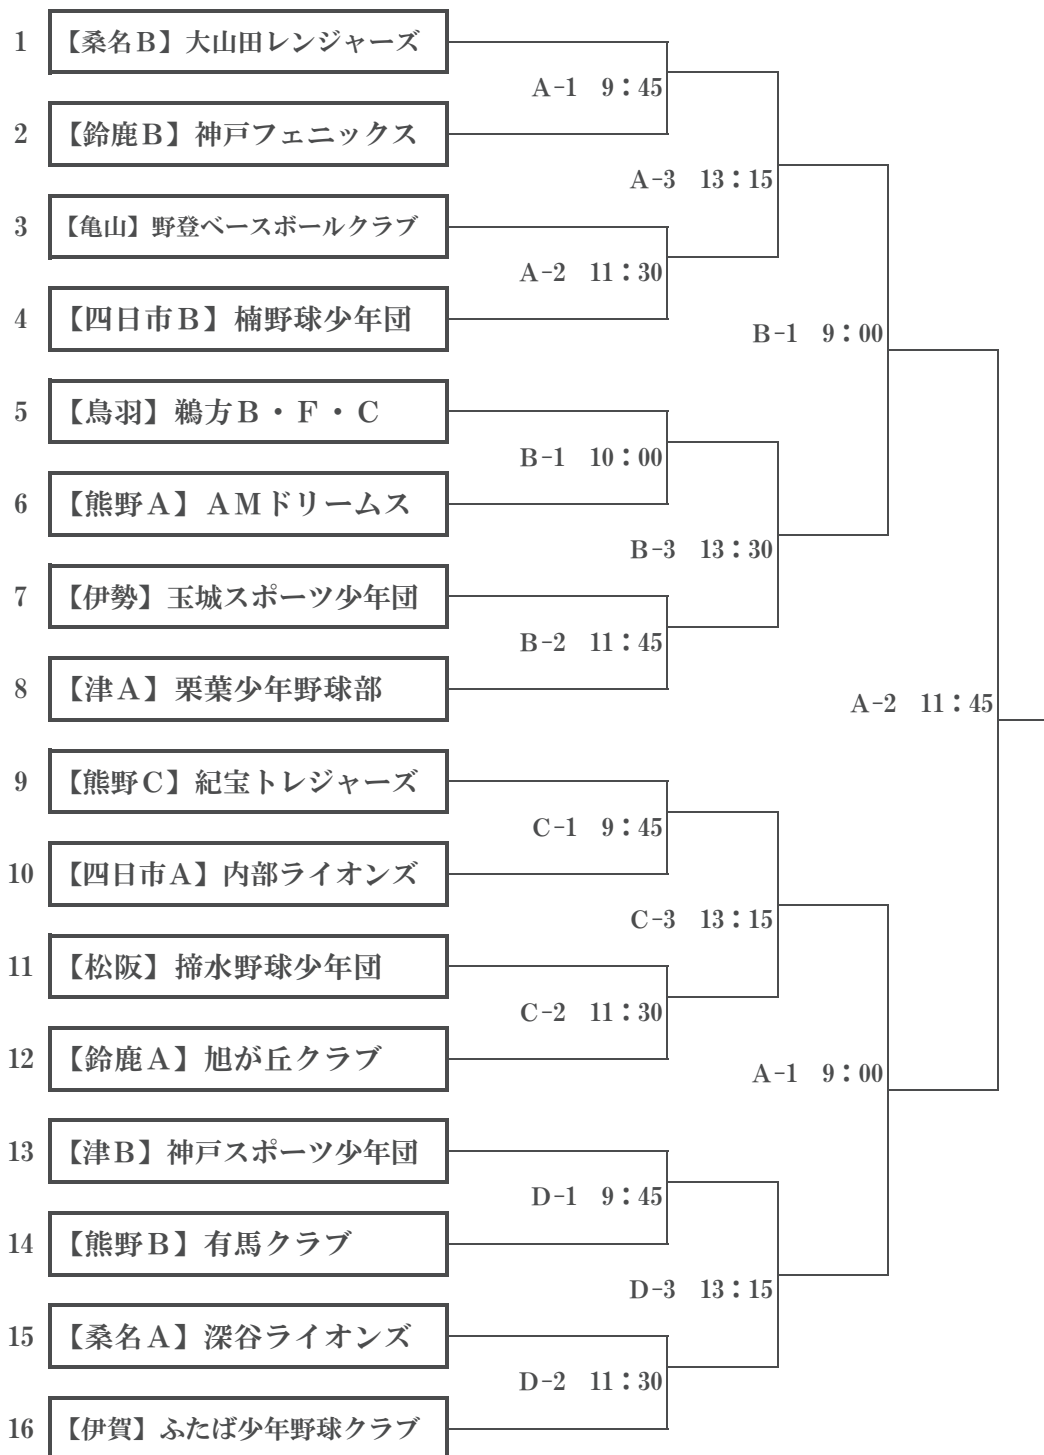 1 【桑名Ｂ】大山田レンジャーズ
A-1 9：45
2 【鈴鹿Ｂ】神戸フェニックス
A-3 13：15
3 【亀山】野登ベースボールクラブ
A-2 11：30
4 【四日市Ｂ】楠野球少年団
B-1 9：00
5 【鳥羽】鵜方Ｂ・Ｆ・Ｃ
B-1 10：00
6 【熊野Ａ】ＡＭドリームス
B-3 13：30
7 【伊勢】玉城スポーツ少年団
B-2 11：45
8 【津Ａ】栗葉少年野球部
A-2 11：45
9 【熊野Ｃ】紀宝トレジャーズ
C-1 9：45
10 【四日市Ａ】内部ライオンズ
C-3 13：15
11 【松阪】揥水野球少年団
C-2 11：30
12 【鈴鹿Ａ】旭が丘クラブ
A-1 9：00
13 【津Ｂ】神戸スポーツ少年団
D-1 9：45
14 【熊野Ｂ】有馬クラブ
D-3 13：15
15 【桑名Ａ】深谷ライオンズ
D-2 11：30
16 【伊賀】ふたば少年野球クラブ